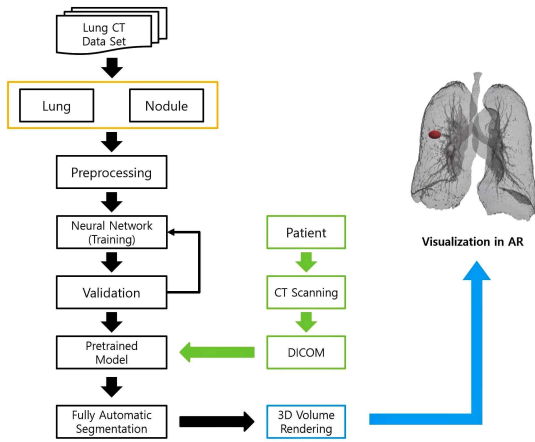 Lung CT
Data Set
Lung
Nodule
Preprocessing
Neural Network
(Training)
Validation
Pretrained
Model
Fully Automatic
Segmentation
Patient
CT Scanning
DICOM
3D Volume
Rendering
Visualization in AR